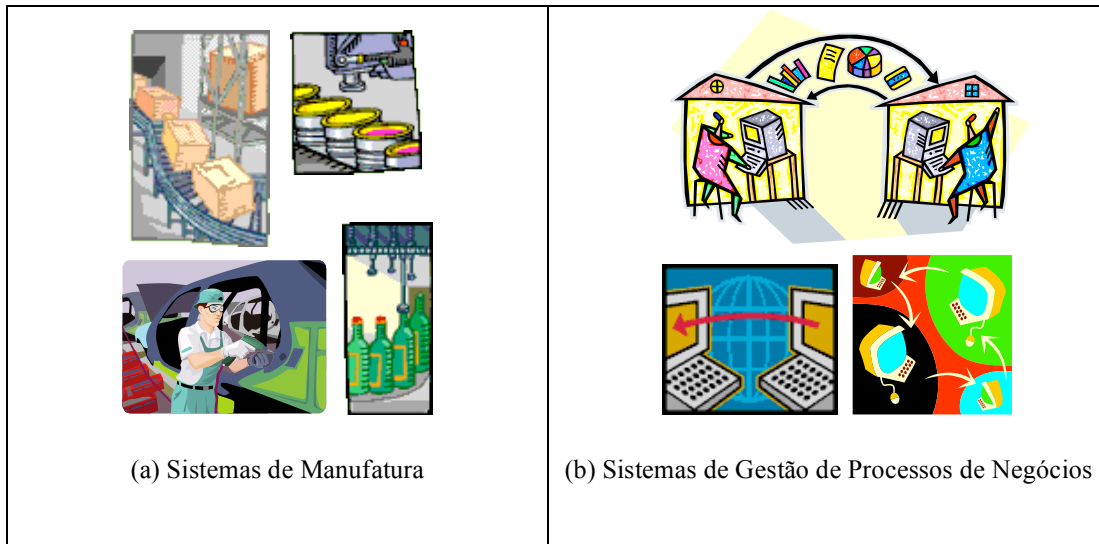 (a) Sistemas de Manufatura
(b) Sistemas de Gestão de Processos de Negócios